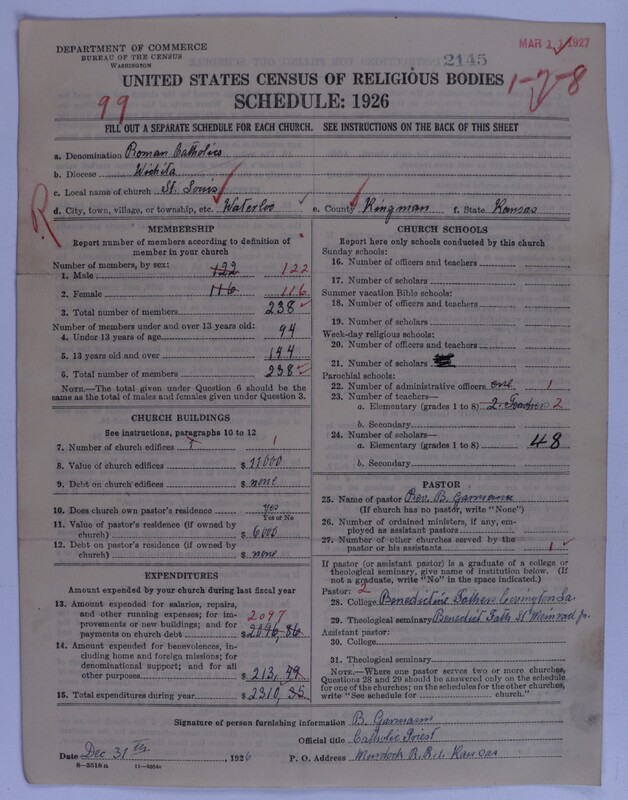 DEPARTMENT OF COMMERCE
BUREAU OF THE CENSUS
WASHINGTON
2145
MAR 11 1927
UNITED STATES CENSUS OF RELIGIOUS BODIES
1-7-8
SCHEDULE: 1926
99
FILL OUT A SEPARATE SCHEDULE FOR EACH CHURCH. SEE INSTRUCTIONS ON THE BACK OF THIS SHEET
a. Denomination Roman Catholic
b. Diocese Wichita
c. Local name of church St. Louis
R
d. City, town, village, or township, etc. Waterloo e. County Kingman f. State Kansas
MEMBERSHIP
Report number of members according to definition of
member in your church
Number of members, by sex:
1. Male 122 122
2. Female 116 116
3. Total number of members 238
Number of members under and over 13 years old:
4. Under 13 years of age 94
5. 13 years old and over 144
6. Total number of members 238
NOTE.—The total given under Question 6 should be
the same as the total of males and females given under Question 3.
CHURCH BUILDINGS
See instructions, paragraphs 10 to 12
7. Number of church edifices 1 1
8. Value of church edifices $
9. Debt on church edifices $ none
10. Does church own pastor's residence? yes
Yes or No
11. Value of pastor's residence (if owned by
church) $ 6000
12. Debt on pastor's residence (if owned by
church) $ none
EXPENDITURES
Amount expended by your church during last fiscal year
13. Amount expended for salaries, repairs,
and other running expenses; for im-
provements or new buildings; and for
payments on church debt $ 2096,86
2097
14. Amount expended for benevolences, in-
cluding home and foreign missions; for
denominational support; and for all
other purposes $ 213,49
15. Total expenditures during year $ 2310,35
CHURCH SCHOOLS
Report here only schools conducted by this church
Sunday schools:
16. Number of officers and teachers
17. Number of scholars
Summer vacation Bible schools:
18. Number of officers and teachers
19. Number of scholars
Week-day religious schools:
20. Number of officers and teachers
21. Number of scholars
Parochial schools:
22. Number of administrative officers one 1
23. Number of teachers—
a. Elementary (grades 1 to 8) 2 Teachers 2
b. Secondary
24. Number of scholars—
a. Elementary (grades 1 to 8) 48
b. Secondary
PASTOR
25. Name of pastor Rev. B. Garmann
(If church has no pastor, write "None")
26. Number of ordained ministers, if any, em-
ployed as assistant pastors
27. Number of other churches served by the
pastor or his assistants 1
If pastor (or assistant pastor) is a graduate of a college or
theological seminary, give name of institution below. (If
not a graduate, write "No" in the space indicated.)
Pastor: 2
28. College Benedictine Fathers Covington La.
29. Theological seminary Benedict. Fath. St Meinrad
Assistant pastor:
30. College
31. Theological seminary
NOTE.—Where one pastor serves two or more churches,
Questions 28 and 29 should be answered only on the schedule
for one of the churches; on the schedules for the other churches,
write "See schedule for church."
Signature of person furnishing information B. Garmann
Official title Catholic Priest
Date Dec 31 th, 1926 P. O. Address Murdock R.R.1. Kansas
8-5518a